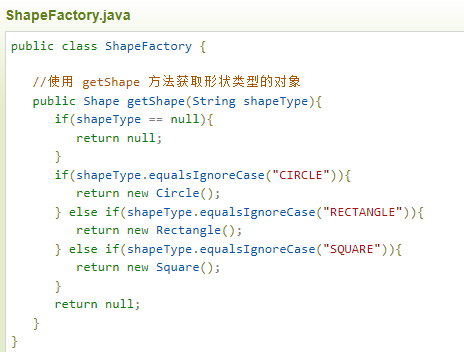 ShapeFactory.java
public class ShapeFactory {
//使用 getShape 方法获取形状类型的对象
public Shape getShape(String shapeType){
if(shapeType == null){
return null;
}
if(shapeType.equalsIgnoreCase("CIRCLE")){
return new Circle();
} else if(shapeType.equalsIgnoreCase("RECTANGLE")){
return new Rectangle();
} else if(shapeType.equalsIgnoreCase("SQUARE")){
return new Square();
}
return null;
}
}